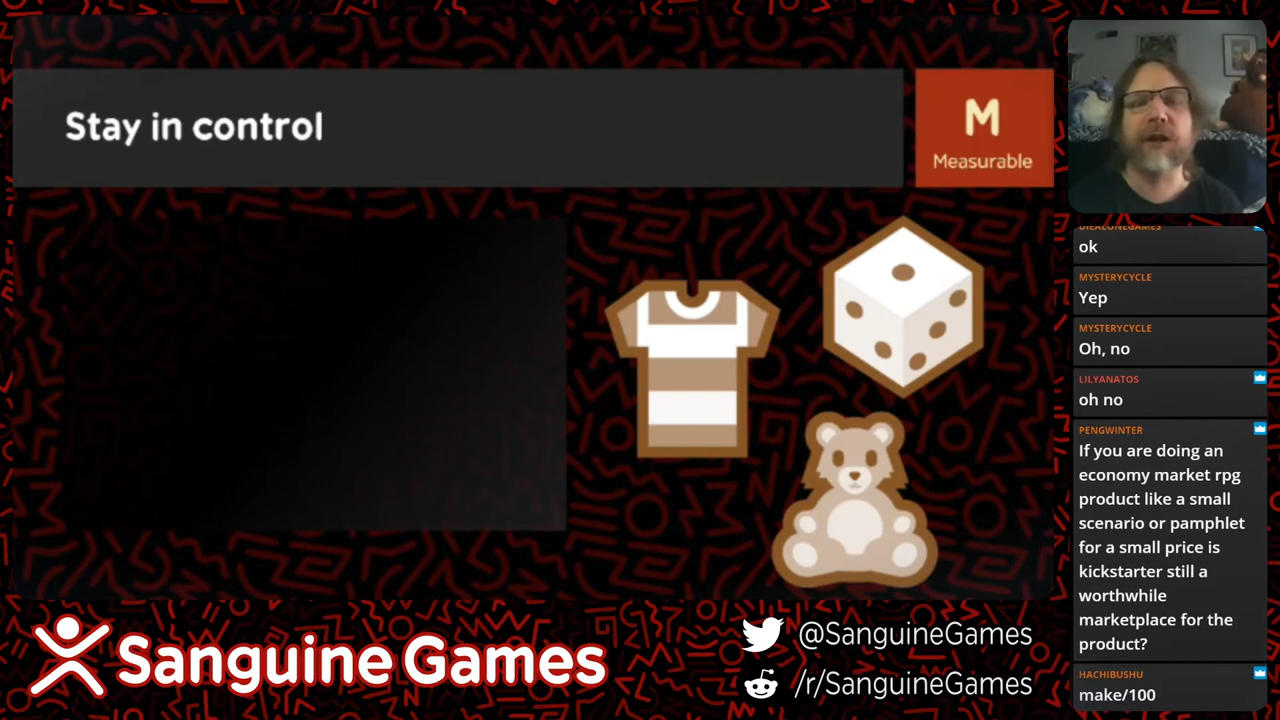 Stay in control
M
Measurable
DIEALONEGAMES
ok
MYSTERYCYCLE
Yep
MYSTERYCYCLE
Oh, no
LILYANATOS
oh no
PENGWINTER
If you are doing an
economy market rpg
product like a small
scenario or pamphlet
for a small price is
kickstarter still a
worthwhile
marketplace for the
product?
HACHIBUSHU
make/100
Sanguine Games
@SanguineGames
/r/SanguineGames